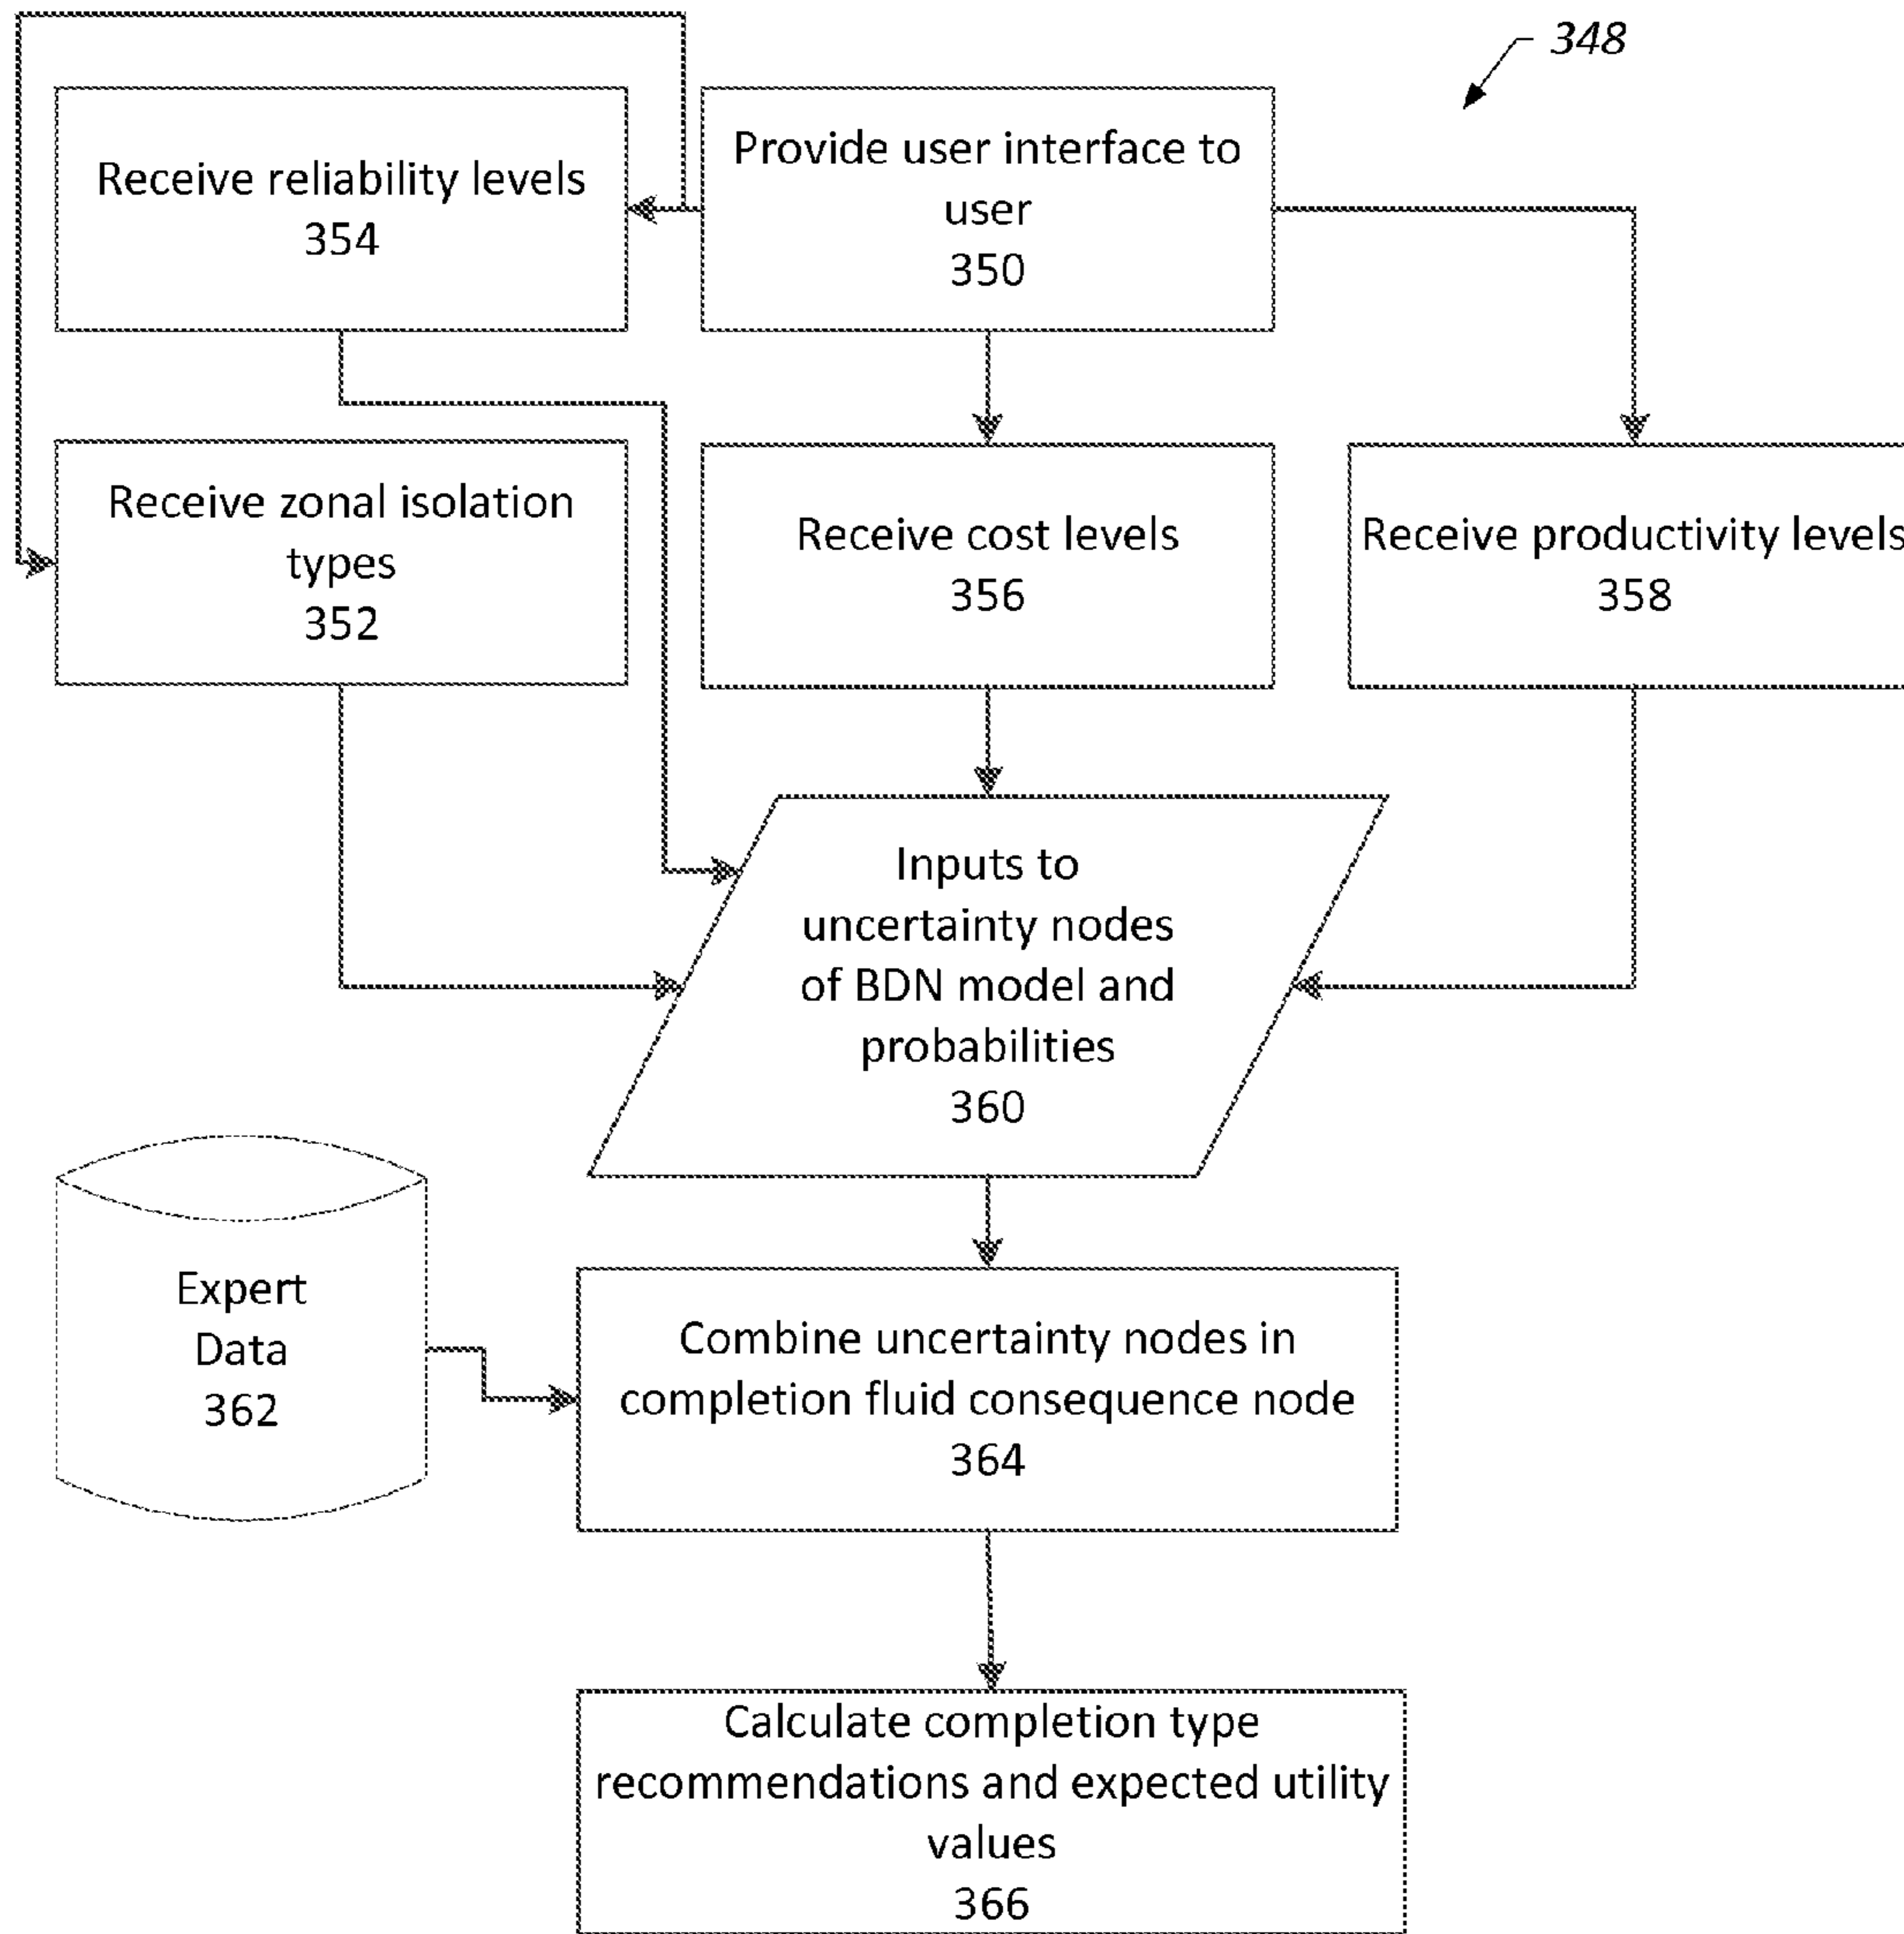 348
Receive reliability levels
354
Provide user interface to
user
350
Receive zonal isolation
types
352
Receive cost levels
356
Receive productivity levels
358
Inputs to
uncertainty nodes
of BDN model and
probabilities
360
Expert
Data
362
Combine uncertainty nodes in
completion fluid consequence node
364
Calculate completion type
recommendations and expected utility
values
366